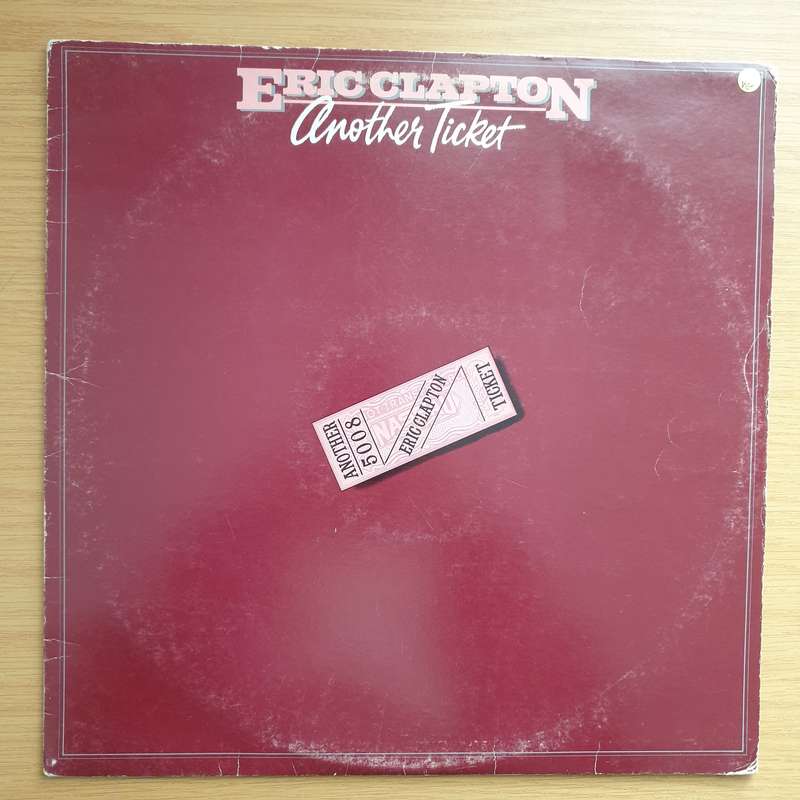 ERIC CLAPTON
Another Ticket
ANOTHER
5008
ERIC CLAPTON
TICKET